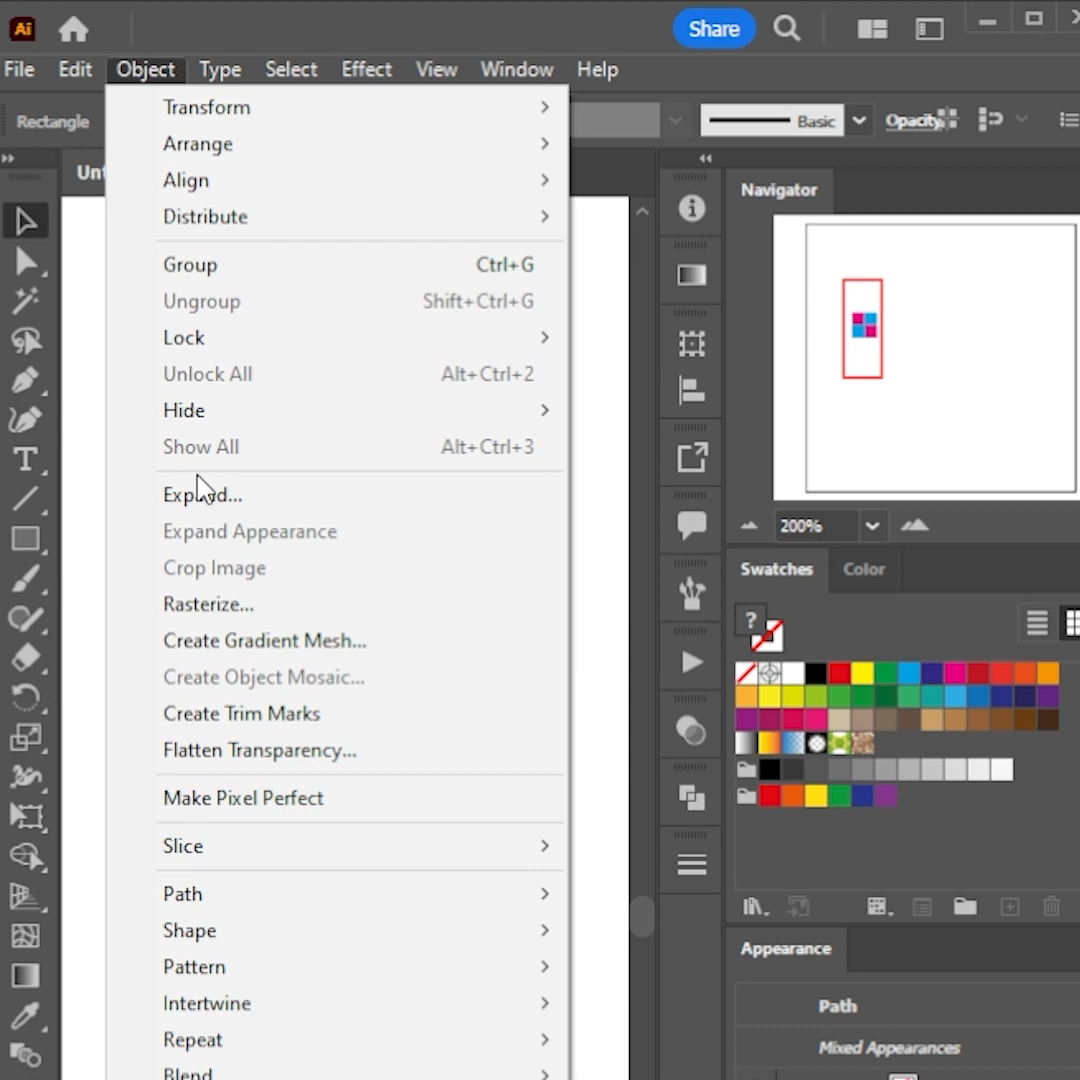 Ai
Share
File Edit Object Type Select Effect View Window Help
Rectangle
Basic
Opacity
Unt
Transform
Arrange
Align
Distribute
Group Ctrl+G
Ungroup Shift+Ctrl+G
Lock
Unlock All Alt+Ctrl+2
Hide
Show All Alt+Ctrl+3
Expand...
Expand Appearance
Crop Image
Rasterize...
Create Gradient Mesh...
Create Object Mosaic...
Create Trim Marks
Flatten Transparency...
Make Pixel Perfect
Slice
Path
Shape
Pattern
Intertwine
Repeat
Blend
Navigator
200%
Swatches Color
?
Appearance
Path
Mixed Appearances